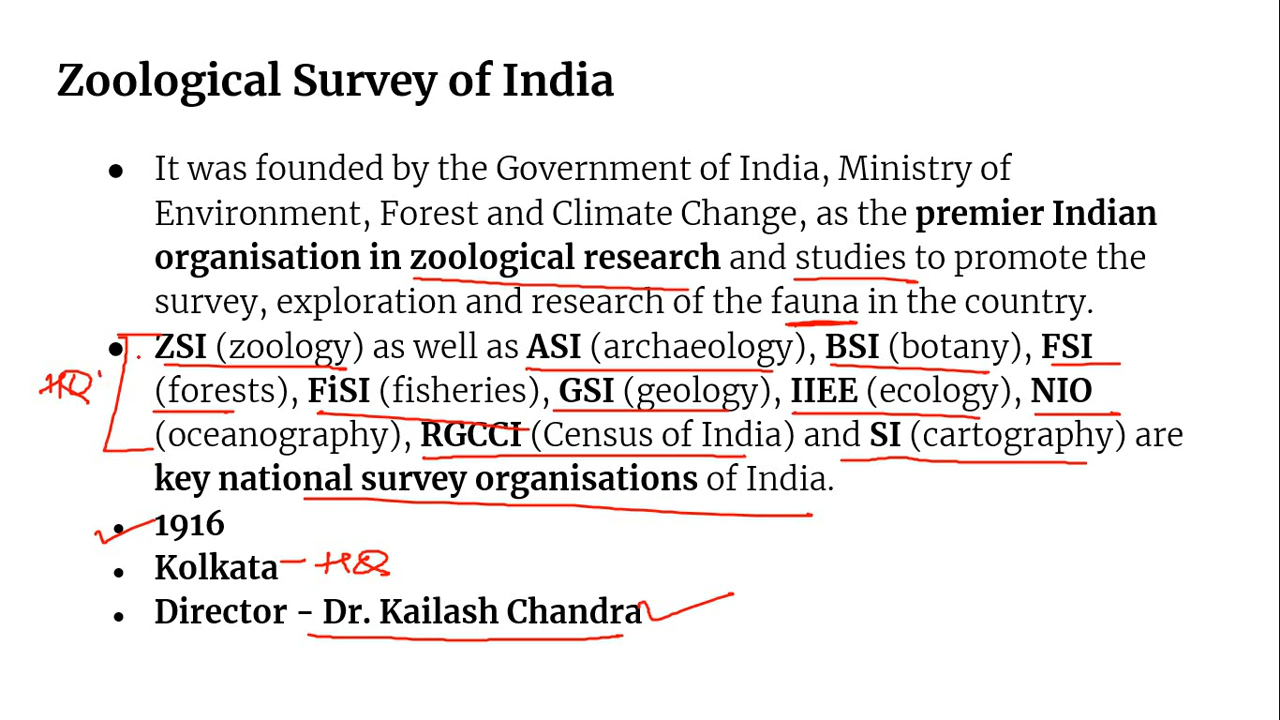 Zoological Survey of India
● It was founded by the Government of India, Ministry of
Environment, Forest and Climate Change, as the premier Indian
organisation in zoological research and studies to promote the
survey, exploration and research of the fauna in the country.
● ZSI (zoology) as well as ASI (archaeology), BSI (botany), FSI
HQ (forests), FiSI (fisheries), GSI (geology), IIEE (ecology), NIO
(oceanography), RGCCI (Census of India) and SI (cartography) are
key national survey organisations of India.
● 1916
● Kolkata – HQ
● Director - Dr. Kailash Chandra